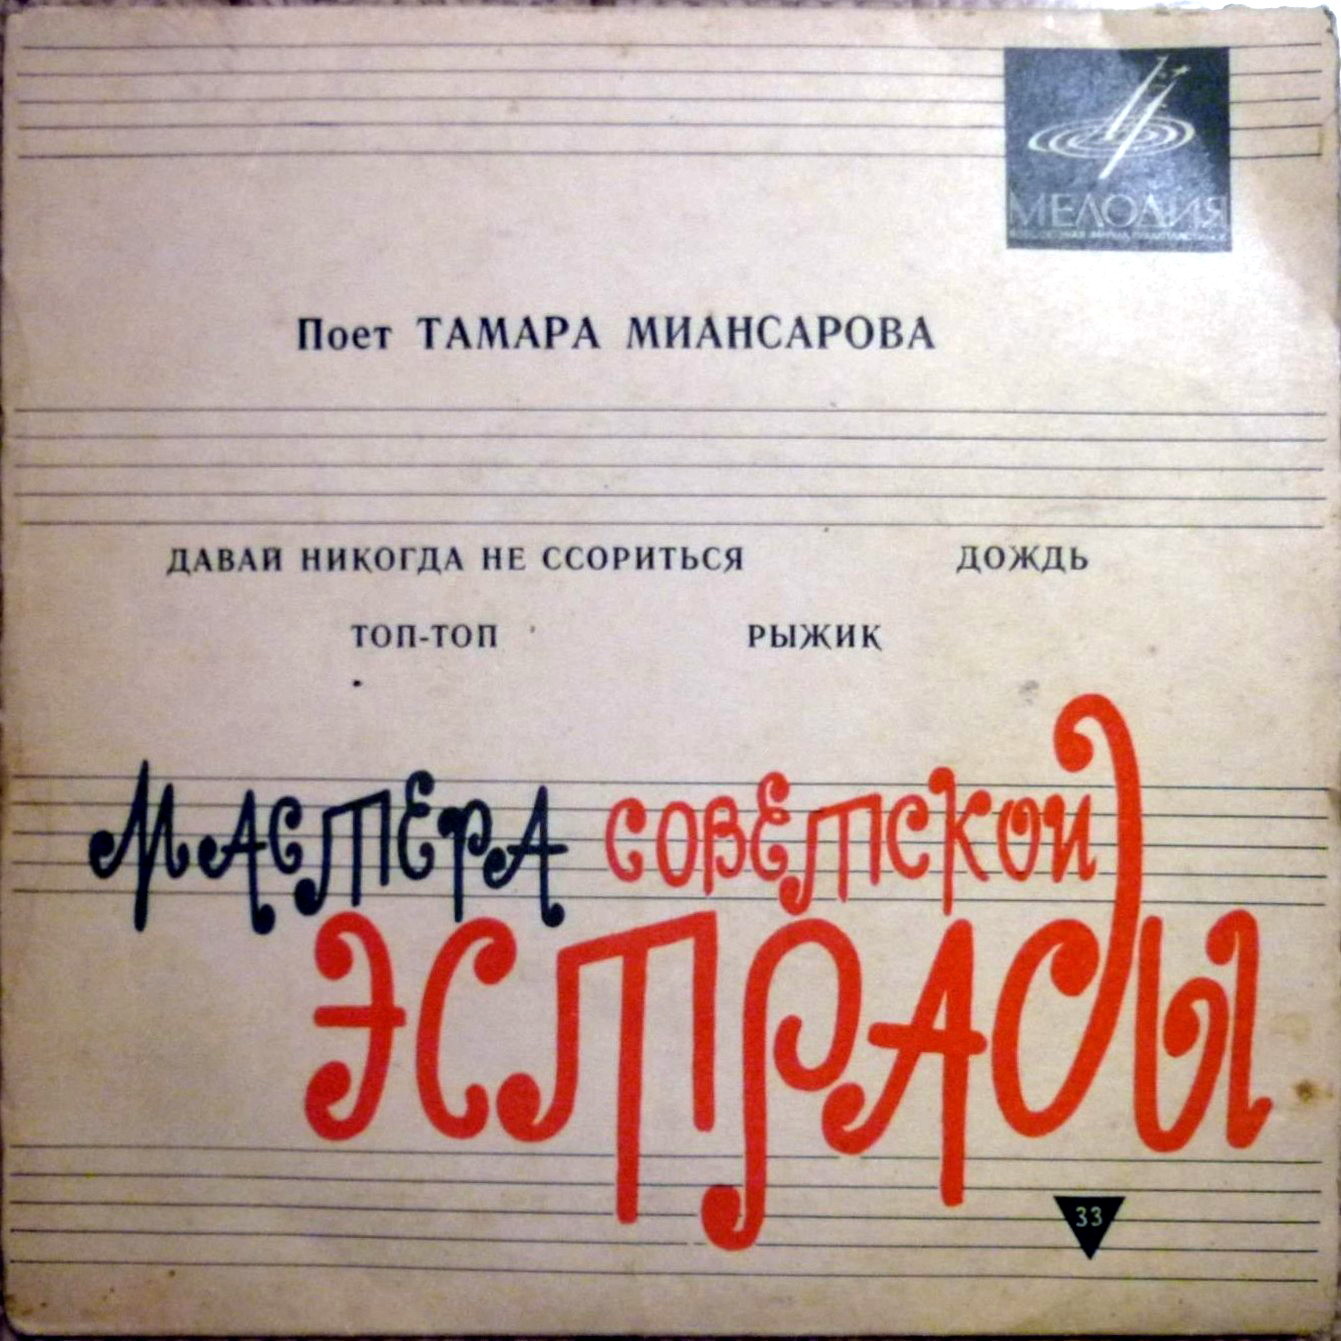 МЕЛОДИЯ
Поет ТАМАРА МИАНСАРОВА
ДАВАЙ НИКОГДА НЕ ССОРИТЬСЯ ДОЖДЬ
ТОП-ТОП РЫЖИК
МАСТЕРА СОВЕТСКОЙ
ЭСТРАДЫ
33